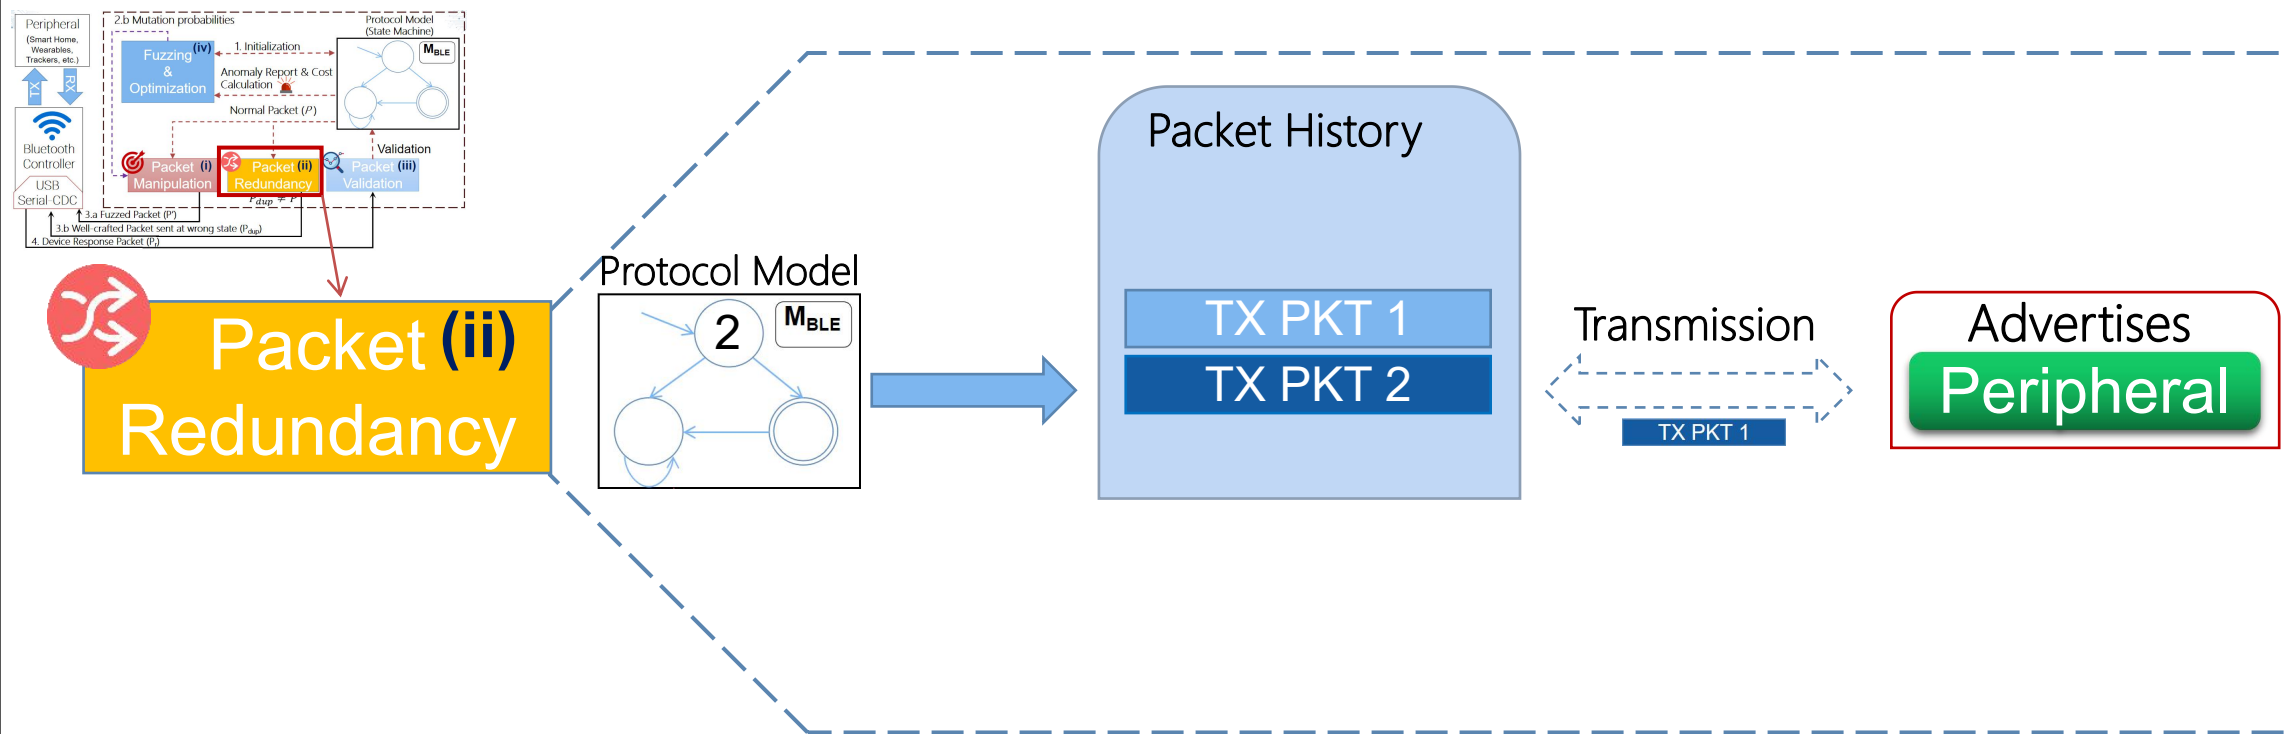 Peripheral
(Smart Home,
Wearables,
Trackers, etc.)
TX
RX
Bluetooth
Controller
USB
Serial-CDC
2.b Mutation probabilities
Fuzzing (iv)
&
Optimization
1. Initialization
Anomaly Report & Cost
Calculation
Normal Packet (P)
Protocol Model
(State Machine)
MBLE
Validation
Packet (i)
Manipulation
Packet (ii)
Redundancy
Packet (iii)
Validation
Pdup ≠ P
3.a Fuzzed Packet (P')
3.b Well-crafted Packet sent at wrong state (Pdup)
4. Device Response Packet (Pr)
Packet (ii)
Redundancy
Protocol Model
2
MBLE
Packet History
TX PKT 1
TX PKT 2
Transmission
TX PKT 1
Advertises
Peripheral